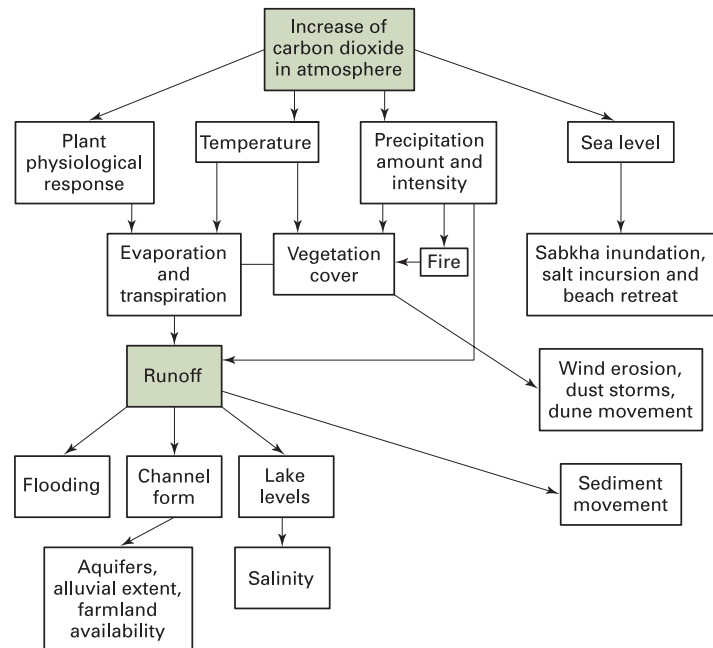 Increase of
carbon dioxide
in atmosphere
Plant
physiological
response
Temperature
Precipitation
amount and
intensity
Sea level
Evaporation
and
transpiration
Vegetation
cover
Fire
Sabkha inundation,
salt incursion and
beach retreat
Runoff
Wind erosion,
dust storms,
dune movement
Flooding
Channel
form
Lake
levels
Sediment
movement
Aquifers,
alluvial extent,
farmland
availability
Salinity